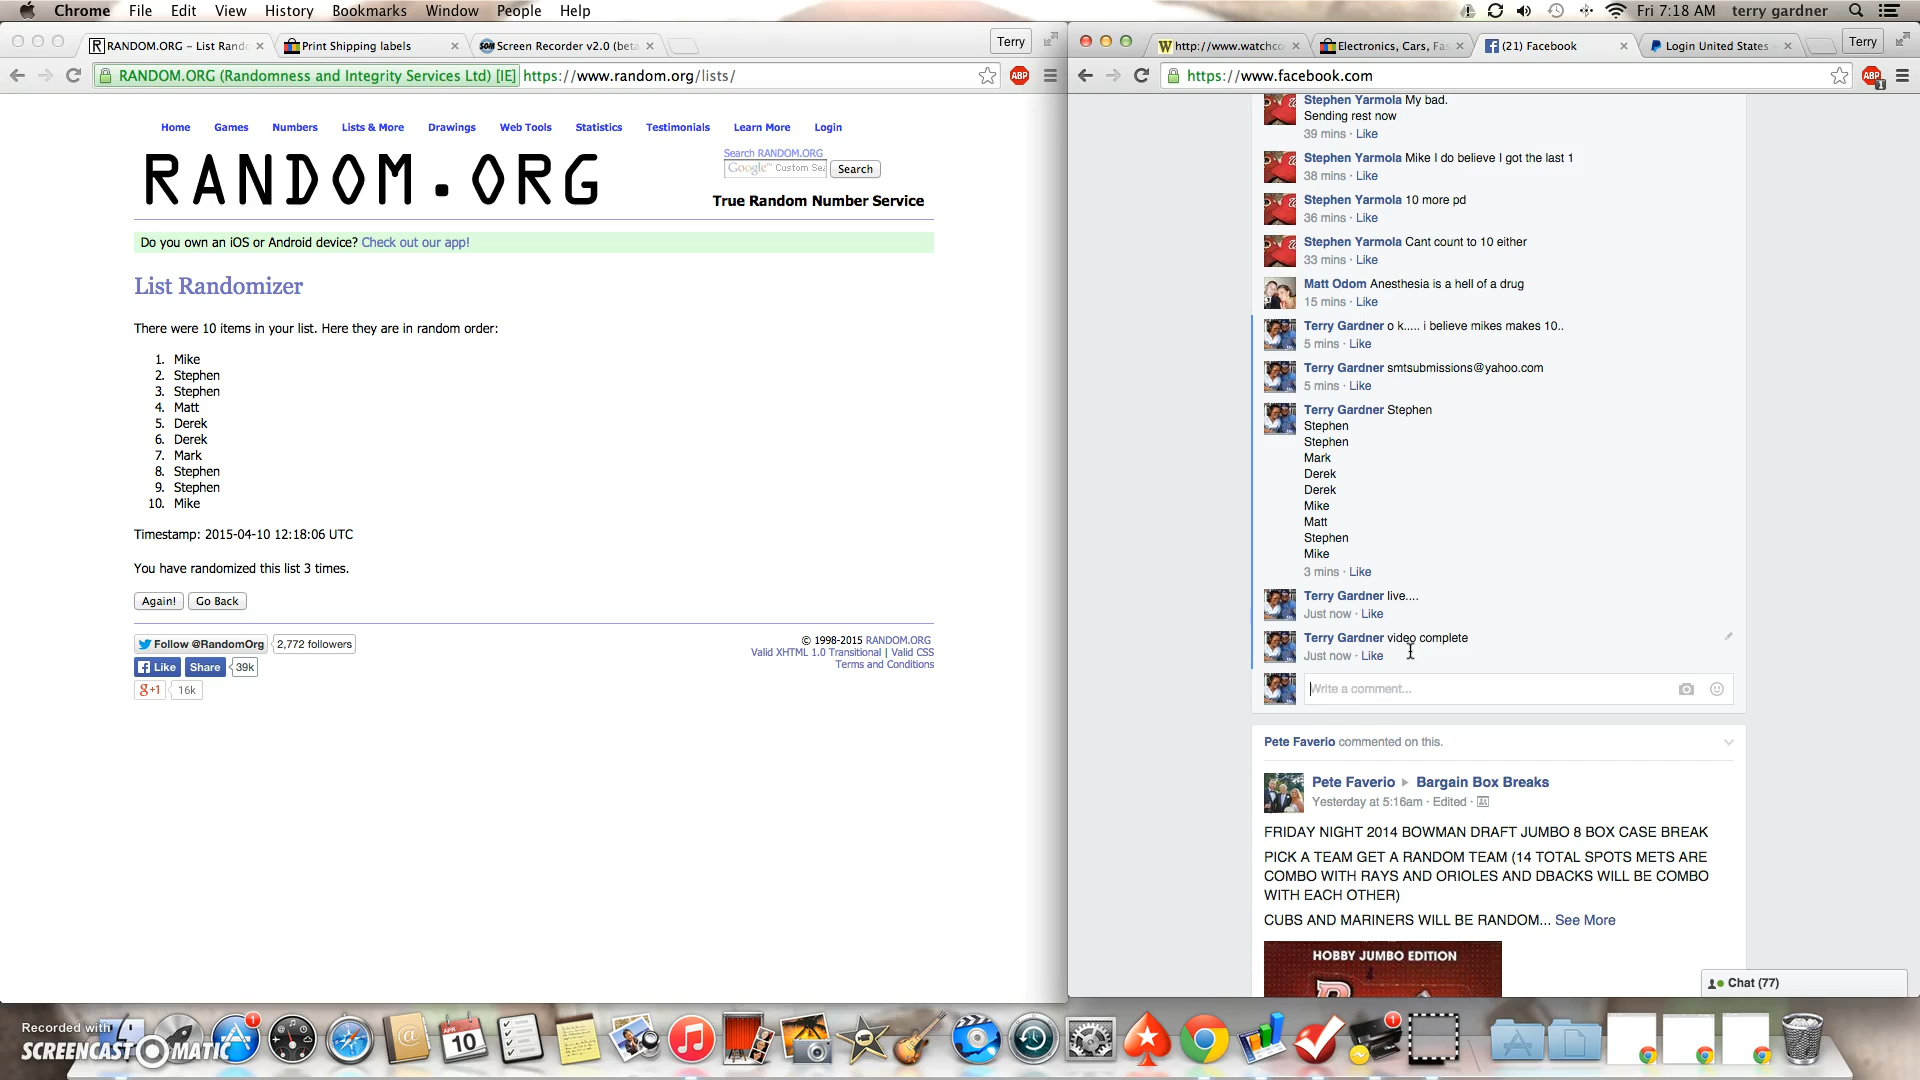 Chrome File Edit View History Bookmarks Window People Help
Fri 7:18 AM terry gardner
RANDOM.ORG – List Rando
Print Shipping labels
Screen Recorder v2.0 (beta
Terry
RANDOM.ORG (Randomness and Integrity Services Ltd) [IE] https://www.random.org/lists/
ABP
Home Games Numbers Lists & More Drawings Web Tools Statistics Testimonials Learn More Login
RANDOM.ORG
Search RANDOM.ORG
Google™ Custom Sea
Search
True Random Number Service
Do you own an iOS or Android device? Check out our app!
List Randomizer
There were 10 items in your list. Here they are in random order:
1. Mike
2. Stephen
3. Stephen
4. Matt
5. Derek
6. Derek
7. Mark
8. Stephen
9. Stephen
10. Mike
Timestamp: 2015-04-10 12:18:06 UTC
You have randomized this list 3 times.
Again! Go Back
Follow @RandomOrg 2,772 followers
Like Share 39k
g+1 16k
© 1998-2015 RANDOM.ORG
Valid XHTML 1.0 Transitional | Valid CSS
Terms and Conditions
http://www.watchco
Electronics, Cars, Fas
(21) Facebook
Login United States -
Terry
https://www.facebook.com
ABP
1
Stephen Yarmola My bad.
Sending rest now
39 mins · Like
Stephen Yarmola Mike I do believe I got the last 1
38 mins · Like
Stephen Yarmola 10 more pd
36 mins · Like
Stephen Yarmola Cant count to 10 either
33 mins · Like
Matt Odom Anesthesia is a hell of a drug
15 mins · Like
Terry Gardner o k..... i believe mikes makes 10..
5 mins · Like
Terry Gardner smtsubmissions@yahoo.com
5 mins · Like
Terry Gardner Stephen
Stephen
Stephen
Mark
Derek
Derek
Mike
Matt
Stephen
Mike
3 mins · Like
Terry Gardner live....
Just now · Like
Terry Gardner video complete
Just now · Like
Write a comment...
Pete Faverio commented on this.
Pete Faverio Bargain Box Breaks
Yesterday at 5:16am · Edited ·
FRIDAY NIGHT 2014 BOWMAN DRAFT JUMBO 8 BOX CASE BREAK
PICK A TEAM GET A RANDOM TEAM (14 TOTAL SPOTS METS ARE
COMBO WITH RAYS AND ORIOLES AND DBACKS WILL BE COMBO
WITH EACH OTHER)
CUBS AND MARINERS WILL BE RANDOM... See More
HOBBY JUMBO EDITION
Chat (77)
Recorded with
SCREENCAST-O-MATIC
1
APR
10
1